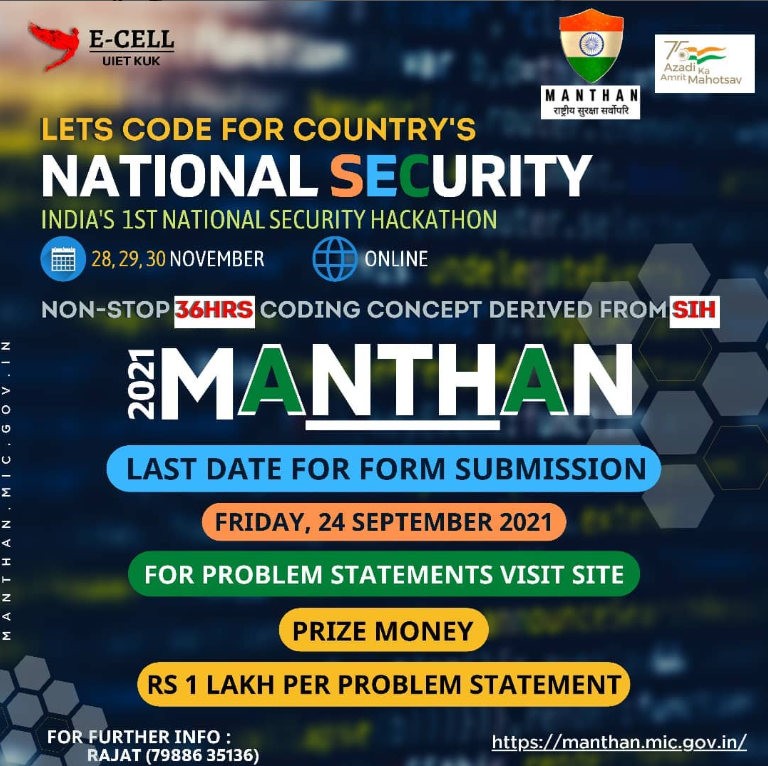 E-CELL
UIET KUK
MANTHAN
राष्ट्रीय सुरक्षा सर्वोपरि
75
Azadi Ka
Amrit Mahotsav
LETS CODE FOR COUNTRY'S
NATIONAL SECURITY
INDIA'S 1ST NATIONAL SECURITY HACKATHON
28, 29, 30 NOVEMBER
ONLINE
NON-STOP 36HRS CODING CONCEPT DERIVED FROM SIH
2021 MANTHAN
LAST DATE FOR FORM SUBMISSION
FRIDAY, 24 SEPTEMBER 2021
FOR PROBLEM STATEMENTS VISIT SITE
PRIZE MONEY
RS 1 LAKH PER PROBLEM STATEMENT
MANTHAN.MIC.GOV.IN
FOR FURTHER INFO :
RAJAT (79886 35136)
https://manthan.mic.gov.in/